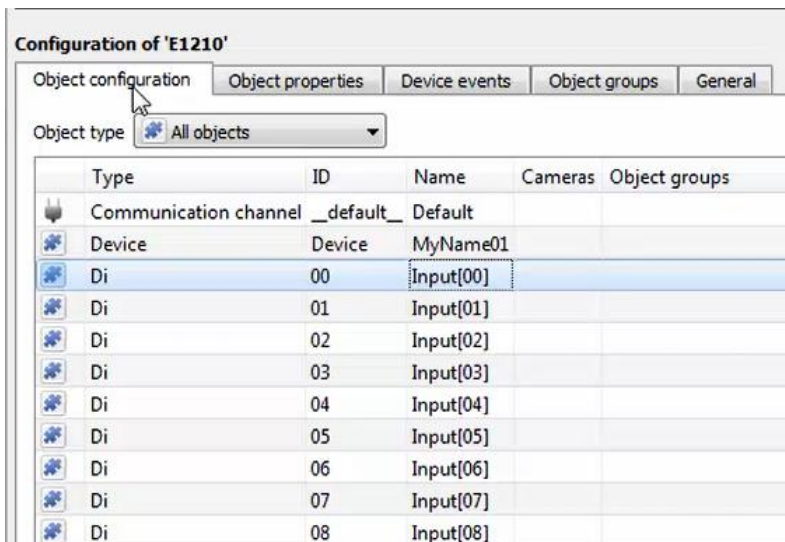 Configuration of 'E1210'
Object configuration Object properties Device events Object groups General
Object type All objects
Type ID Name Cameras Object groups
Communication channel __default__ Default
Device Device MyName01
Di 00 Input[00]
Di 01 Input[01]
Di 02 Input[02]
Di 03 Input[03]
Di 04 Input[04]
Di 05 Input[05]
Di 06 Input[06]
Di 07 Input[07]
Di 08 Input[08]